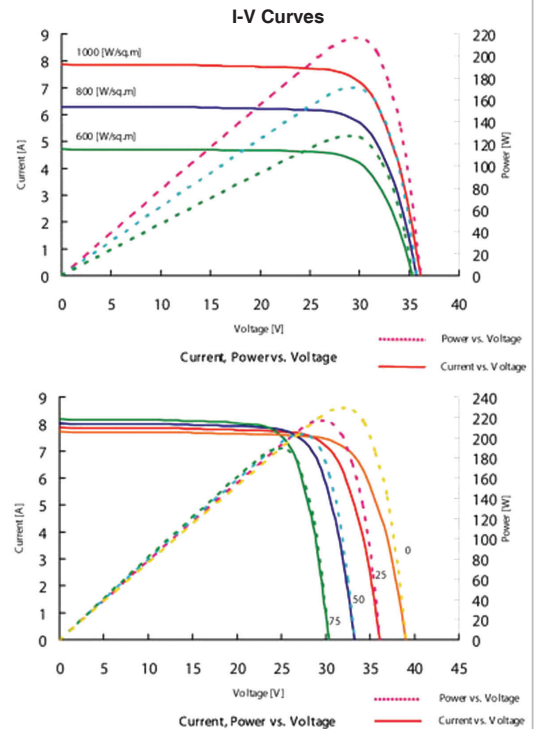 I-V Curves
9
8
7
6
5
4
3
2
1
0
Current [A]
1000 [W/sq.m]
800 [W/sq.m]
600 [W/sq.m]
220
200
180
160
140
120
100
80
60
40
20
0
Power [W]
0 5 10 15 20 25 30 35 40
Voltage [V]
Power vs. Voltage
Current vs. Voltage
Current, Power vs. Voltage
9
8
7
6
5
4
3
2
1
0
Current [A]
0
25
50
75
240
220
200
180
160
140
120
100
80
60
40
20
0
Power [W]
0 5 10 15 20 25 30 35 40 45
Voltage [V]
Power vs. Voltage
Current vs. Voltage
Current, Power vs. Voltage